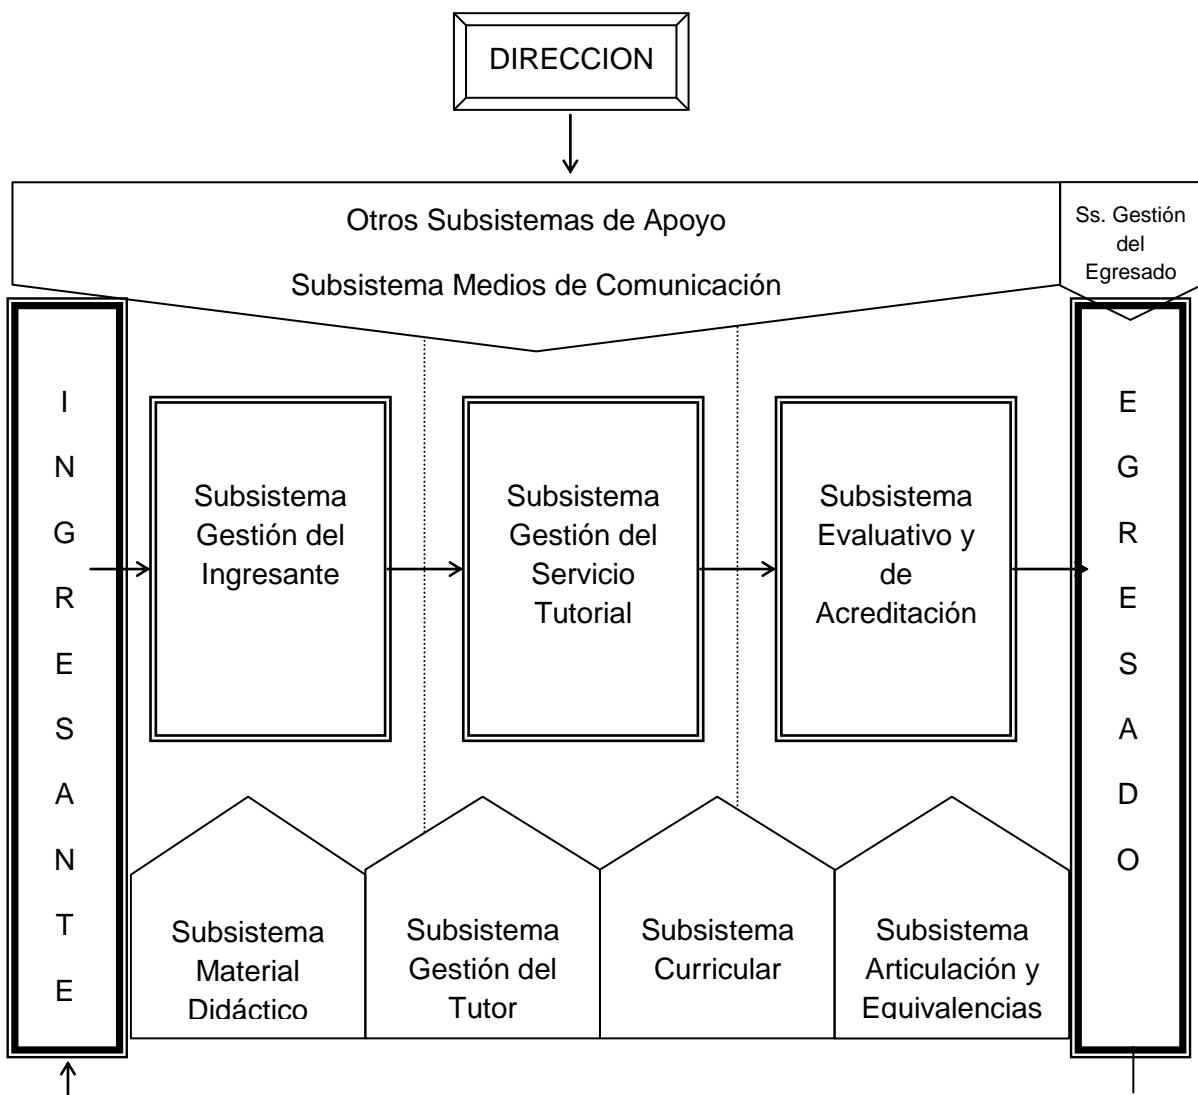 DIRECCION
Otros Subsistemas de Apoyo
Subsistema Medios de Comunicación
Ss. Gestión
del
Egresado
I
N
G
R
E
S
A
N
T
E
Subsistema
Gestión del
Ingresante
Subsistema
Gestión del
Servicio
Tutorial
Subsistema
Evaluativo y
de
Acreditación
E
G
R
E
S
A
D
O
Subsistema
Material
Didáctico
Subsistema
Gestión del
Tutor
Subsistema
Curricular
Subsistema
Articulación y
Equivalencias